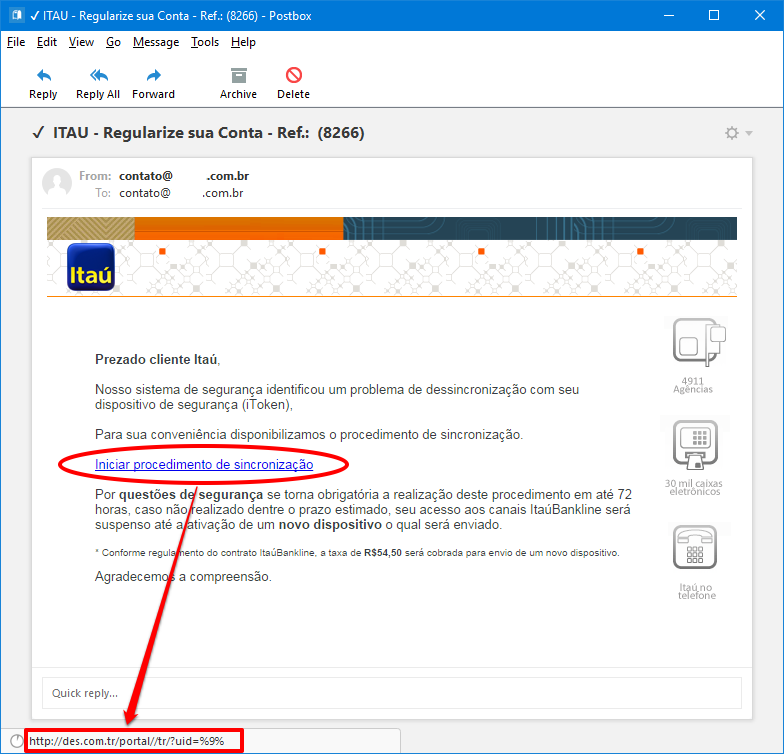 ✓ ITAU - Regularize sua Conta - Ref.: (8266) - Postbox
File Edit View Go Message Tools Help
Reply Reply All Forward Archive Delete
✓ ITAU - Regularize sua Conta - Ref.: (8266)
From: contato@ .com.br
To: contato@ .com.br
Itaú
Prezado cliente Itaú,
Nosso sistema de segurança identificou um problema de dessincronização com seu
dispositivo de segurança (iToken),
Para sua conveniência disponibilizamos o procedimento de sincronização.
Iniciar procedimento de sincronização
Por questões de segurança se torna obrigatória a realização deste procedimento em até 72
horas, caso não realizado dentre o prazo estimado, seu acesso aos canais ItaúBankline será
suspenso até a ativação de um novo dispositivo o qual será enviado.
* Conforme regulamento do contrato ItaúBankline, a taxa de R$54,50 será cobrada para envio de um novo dispositivo.
Agradecemos a compreensão.
4911
Agências
30 mil caixas
eletrônicos
Itaú no
telefone
Quick reply...
http://des.com.tr/portal//tr/?uid=%9%